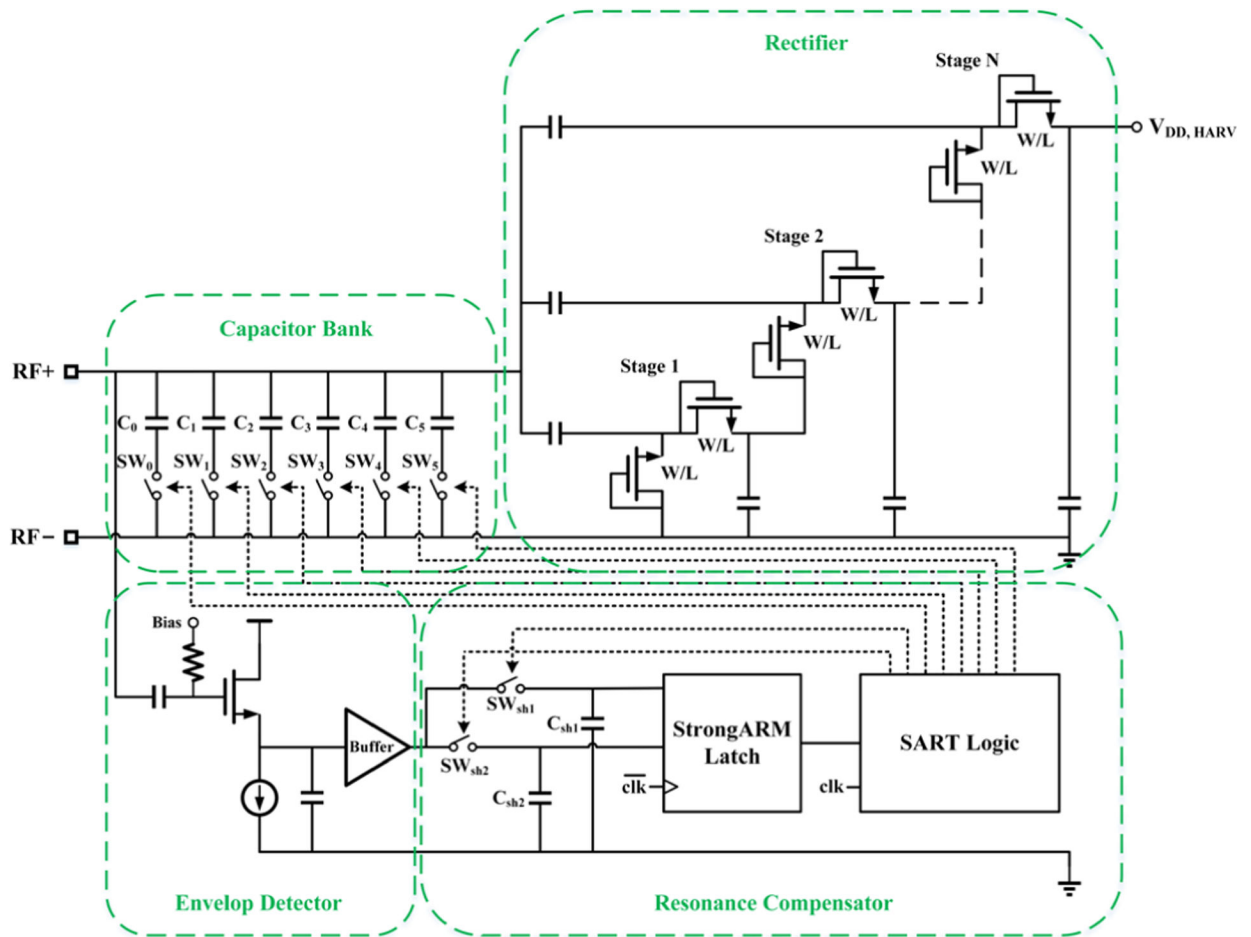 Rectifier
Stage N
V_DD, HARV
W/L
W/L
Stage 2
W/L
W/L
Capacitor Bank
Stage 1
RF+
C0 C1 C2 C3 C4 C5
W/L
SW0 SW1 SW2 SW3 SW4 SW5
W/L
RF−
Bias
SWsh1
Csh1
StrongARM
Latch
SART Logic
Buffer
SWsh2
clk
clk
Csh2
Envelop Detector
Resonance Compensator